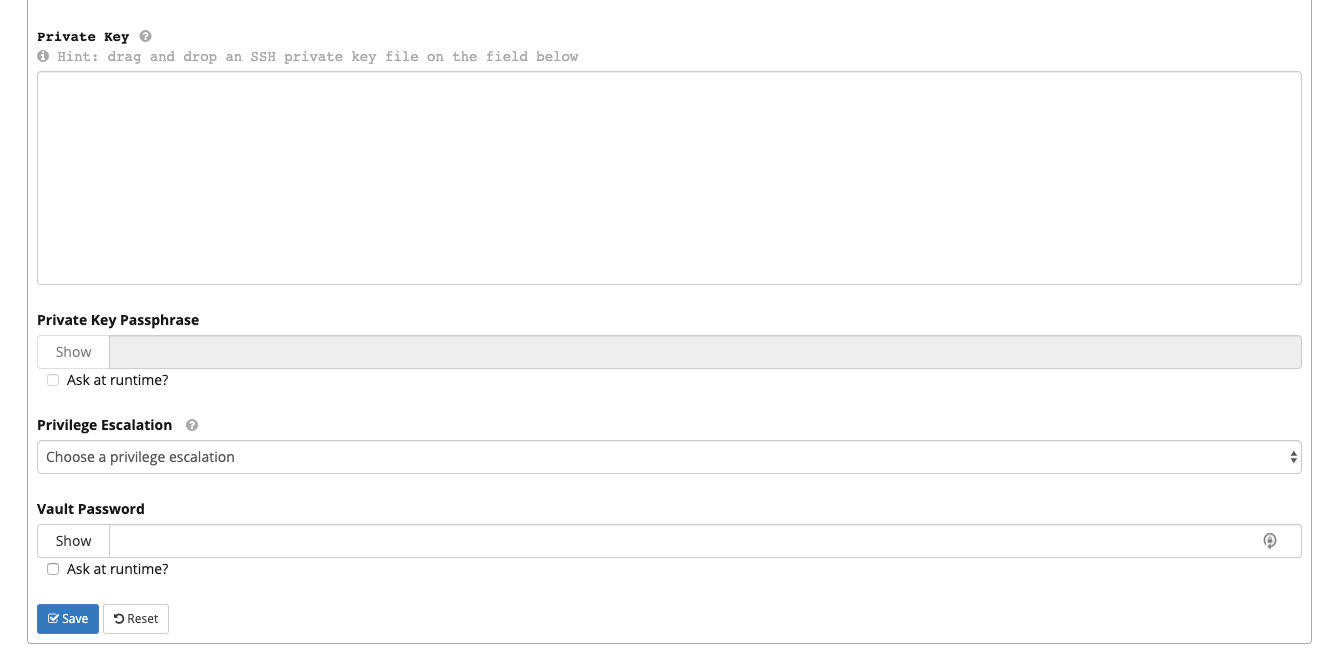 Private Key
Hint: drag and drop an SSH private key file on the field below
Private Key Passphrase
Show
Ask at runtime?
Privilege Escalation
Choose a privilege escalation
Vault Password
Show
Ask at runtime?
Save Reset